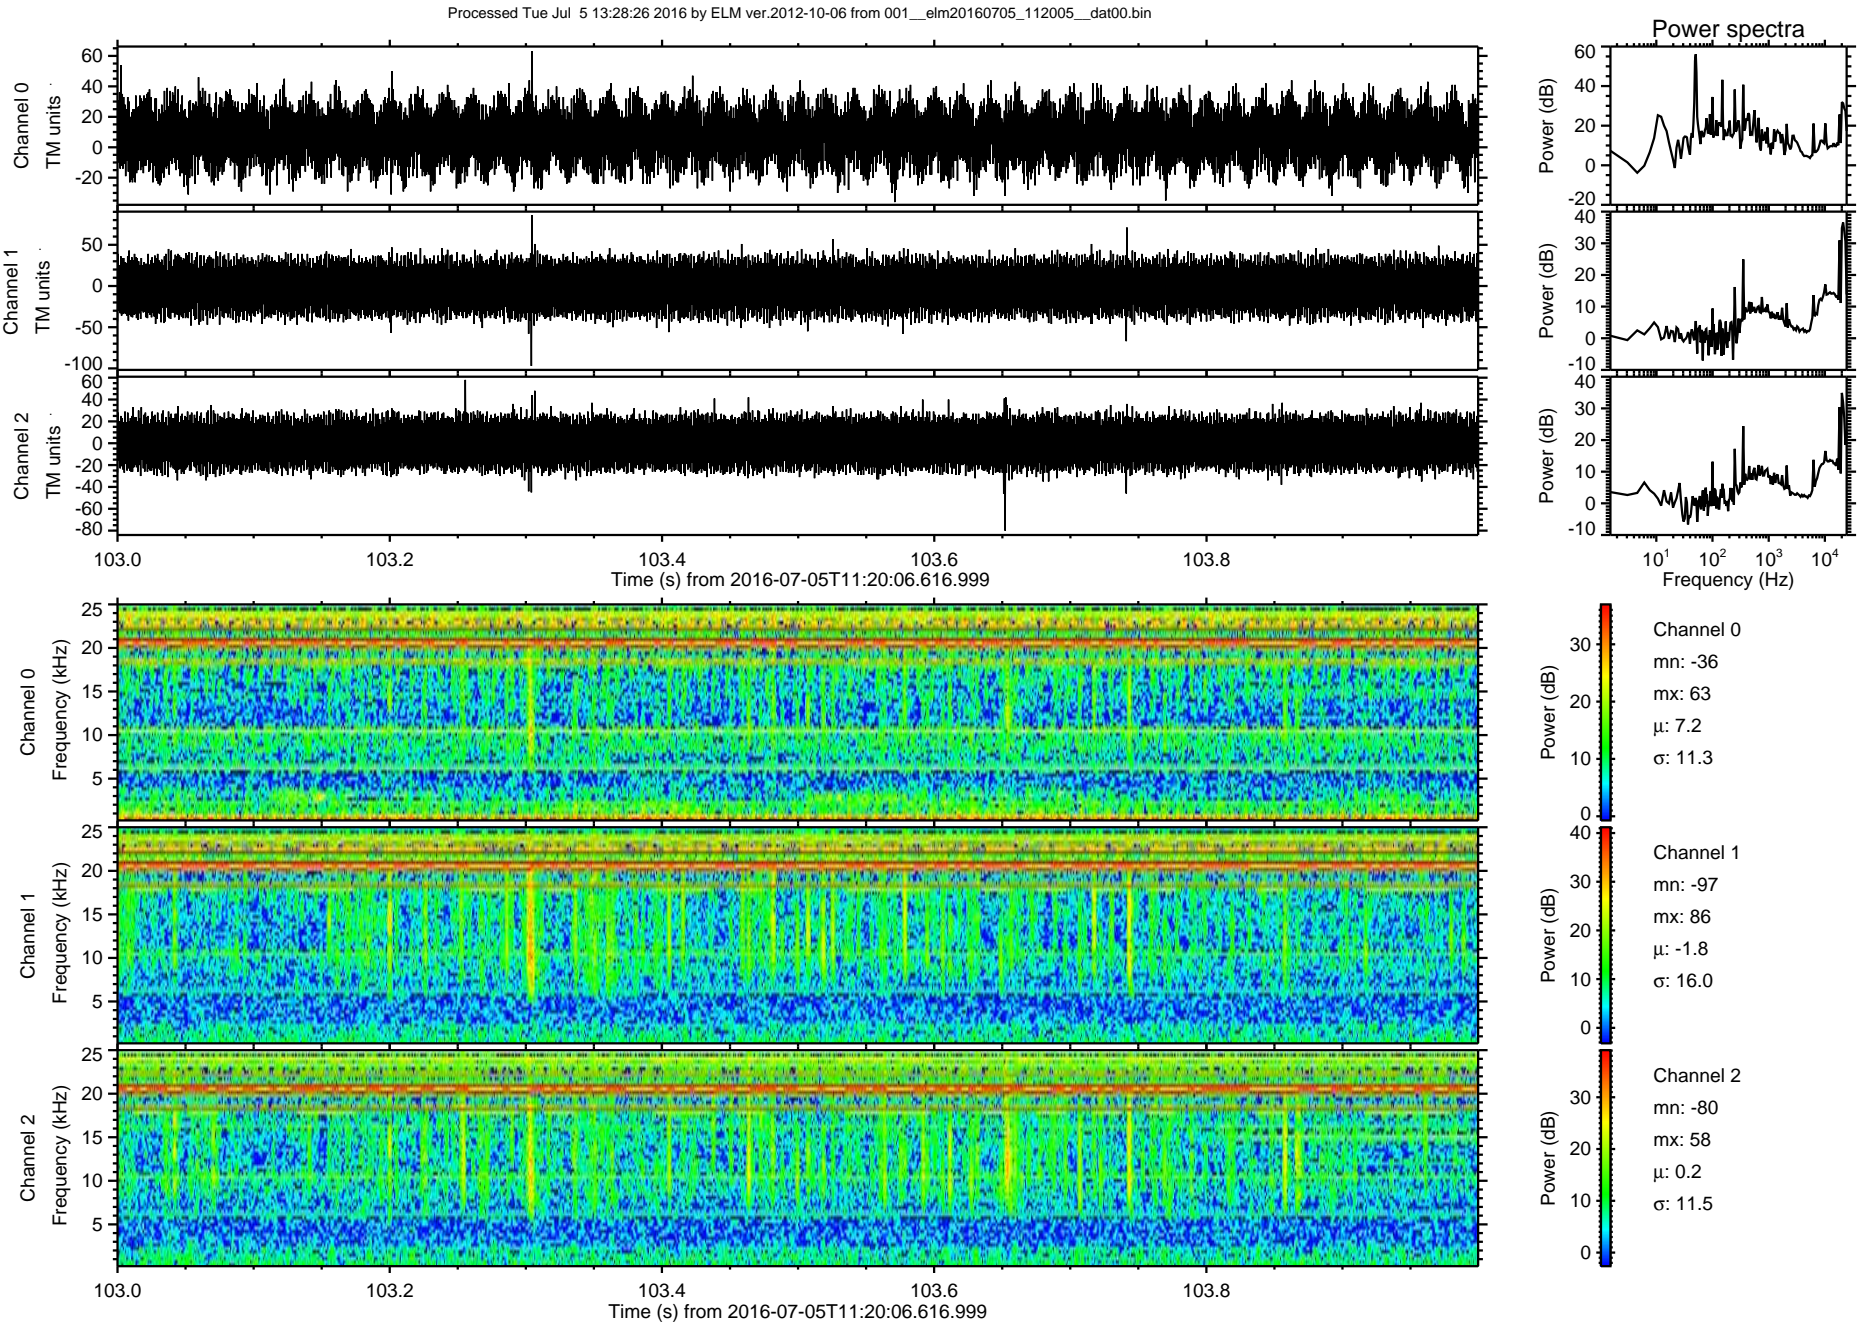 Processed Tue Jul 5 13:28:26 2016 by ELM ver.2012-10-06 from 001__elm20160705_112005__dat00.bin
Power spectra
Channel 0
TM units
60
40
20
0
-20
Power (dB)
60
40
20
0
-20
Channel 1
TM units
50
0
-50
-100
Power (dB)
40
30
20
10
0
-10
Channel 2
TM units
60
40
20
0
-20
-40
-60
-80
Power (dB)
40
30
20
10
0
-10
103.0 103.2 103.4 103.6 103.8
Time (s) from 2016-07-05T11:20:06.616.999
10¹ 10² 10³ 10⁴
Frequency (Hz)
Channel 0
Frequency (kHz)
25
20
15
10
5
Power (dB)
30
20
10
0
Channel 0
mn: -36
mx: 63
µ: 7.2
σ: 11.3
Channel 1
Frequency (kHz)
25
20
15
10
5
Power (dB)
40
30
20
10
0
Channel 1
mn: -97
mx: 86
µ: -1.8
σ: 16.0
Channel 2
Frequency (kHz)
25
20
15
10
5
Power (dB)
30
20
10
0
Channel 2
mn: -80
mx: 58
µ: 0.2
σ: 11.5
103.0 103.2 103.4 103.6 103.8
Time (s) from 2016-07-05T11:20:06.616.999